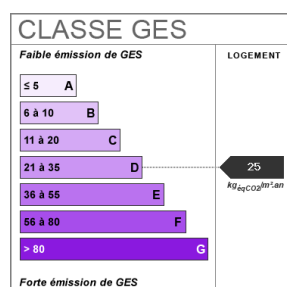 CLASSE GES
Faible émission de GES
LOGEMENT
≤ 5 A
6 à 10 B
11 à 20 C
21 à 35 D
25
kgéqCO2/m².an
36 à 55 E
56 à 80 F
> 80 G
Forte émission de GES